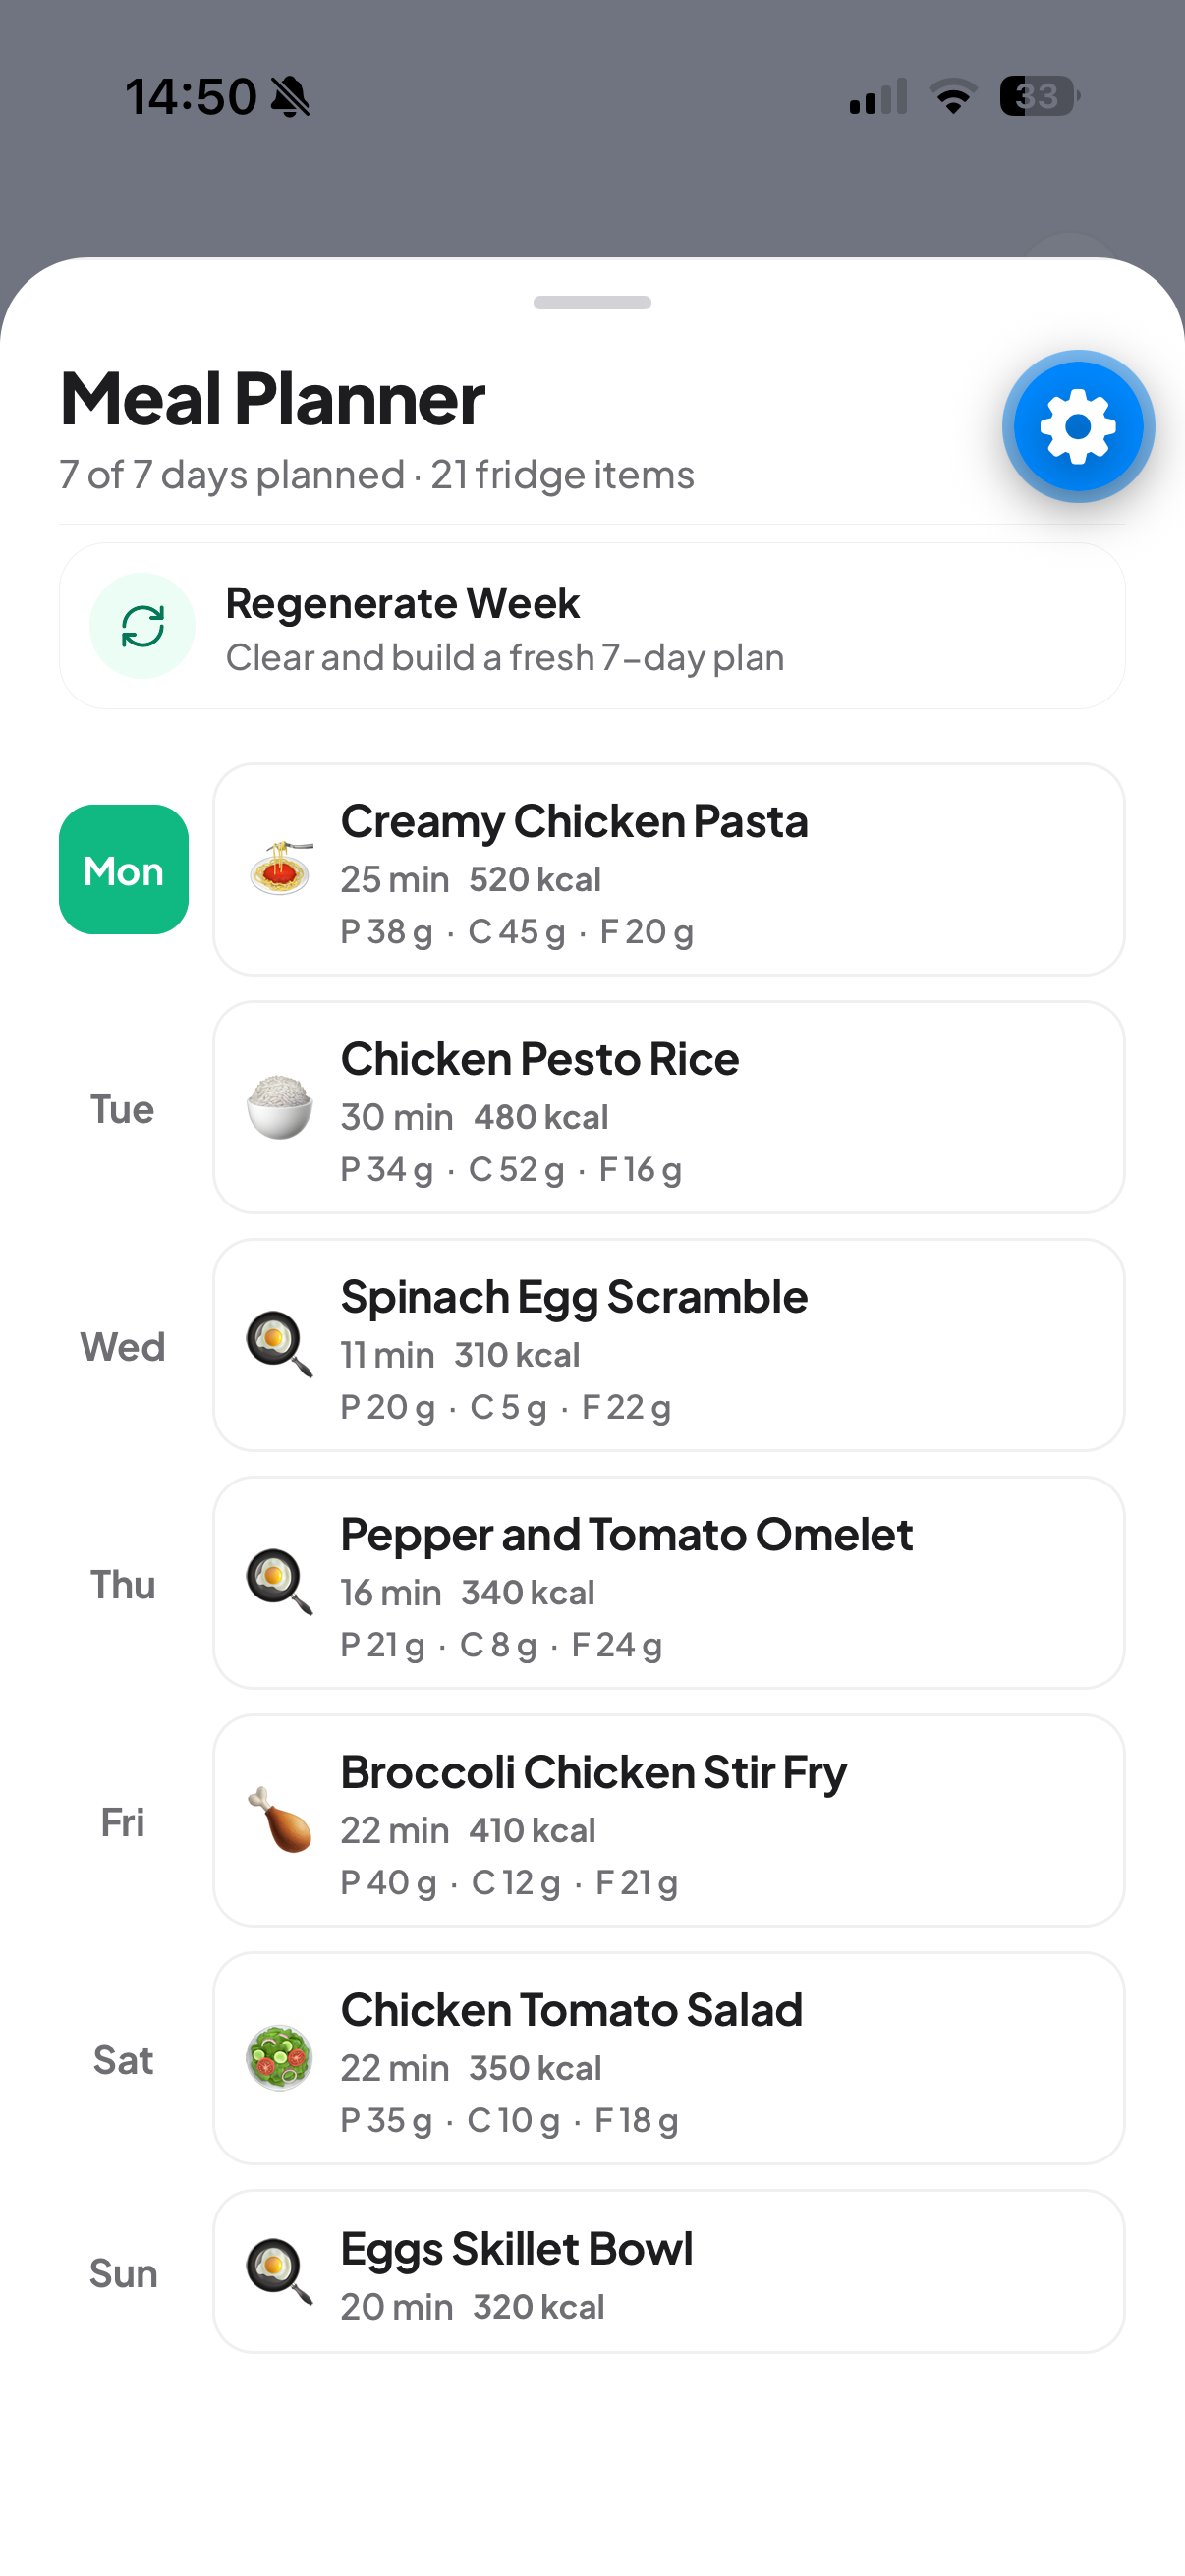 14:50
33
Meal Planner
7 of 7 days planned · 21 fridge items
Regenerate Week
Clear and build a fresh 7-day plan
Mon
Creamy Chicken Pasta
25 min 520 kcal
P 38 g · C 45 g · F 20 g
Tue
Chicken Pesto Rice
30 min 480 kcal
P 34 g · C 52 g · F 16 g
Wed
Spinach Egg Scramble
11 min 310 kcal
P 20 g · C 5 g · F 22 g
Thu
Pepper and Tomato Omelet
16 min 340 kcal
P 21 g · C 8 g · F 24 g
Fri
Broccoli Chicken Stir Fry
22 min 410 kcal
P 40 g · C 12 g · F 21 g
Sat
Chicken Tomato Salad
22 min 350 kcal
P 35 g · C 10 g · F 18 g
Sun
Eggs Skillet Bowl
20 min 320 kcal